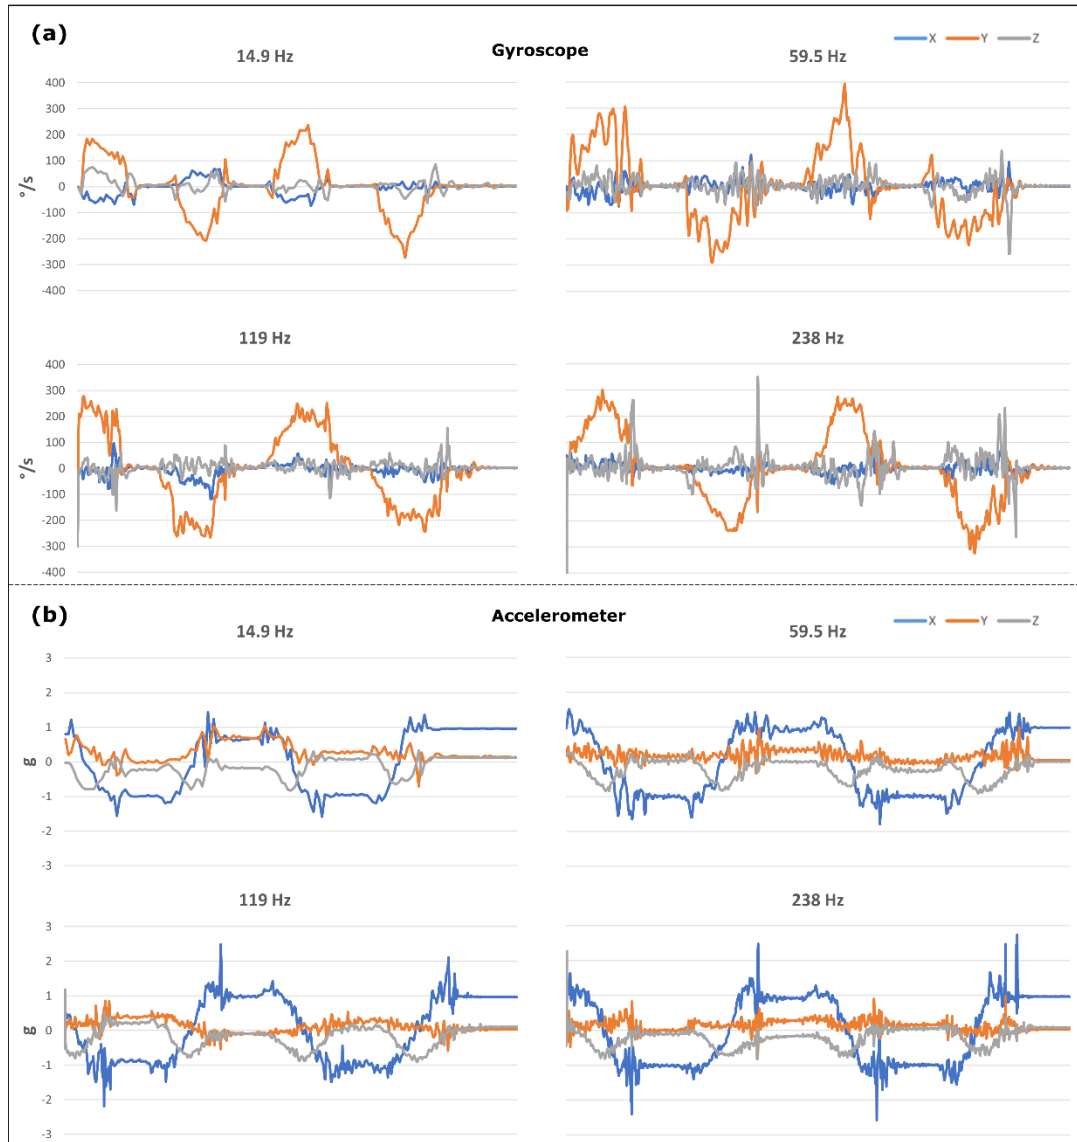 (a)
Gyroscope
X Y Z
14.9 Hz
59.5 Hz
400
300
200
100
0
-100
-200
-300
-400
°/s
119 Hz
238 Hz
400
300
200
100
0
-100
-200
-300
-400
°/s
(b)
Accelerometer
X Y Z
14.9 Hz
59.5 Hz
3
2
1
0
-1
-2
-3
g
119 Hz
238 Hz
3
2
1
0
-1
-2
-3
g